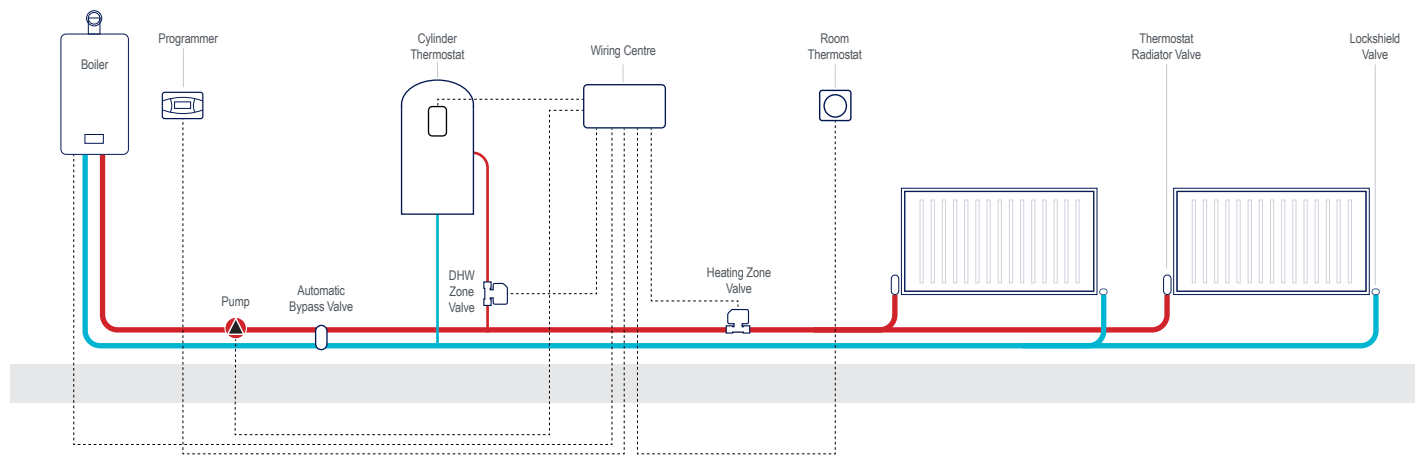 Boiler
Programmer
Cylinder
Thermostat
Wiring Centre
Room
Thermostat
Thermostat
Radiator Valve
Lockshield
Valve
Pump
Automatic
Bypass Valve
DHW
Zone
Valve
Heating Zone
Valve